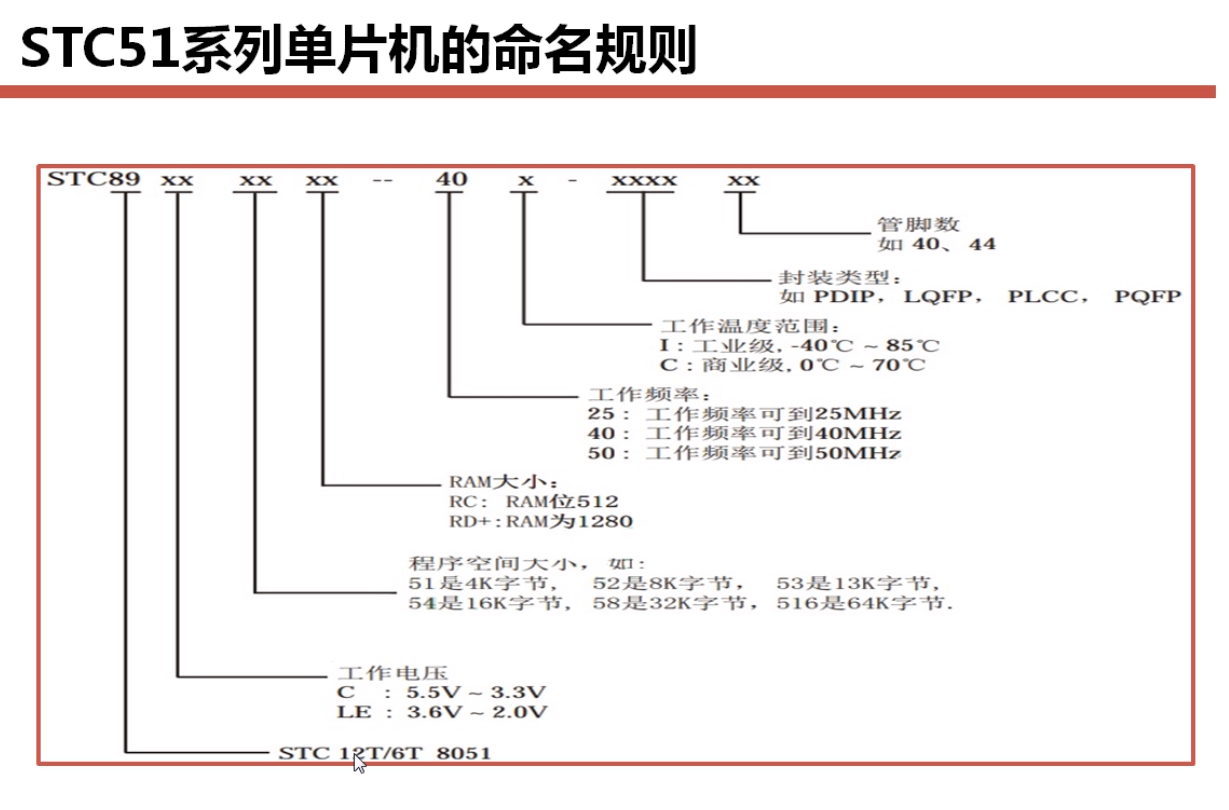 STC51系列单片机的命名规则
STC89 xx xx xx -- 40 x - xxxx xx
管脚数
如 40、 44
封装类型：
如 PDIP， LQFP， PLCC， PQFP
工作温度范围：
I : 工业级, -40℃ ~ 85℃
C : 商业级, 0℃ ~ 70℃
工作频率：
25 : 工作频率可到25MHz
40 : 工作频率可到40MHz
50 : 工作频率可到50MHz
RAM大小：
RC: RAM位512
RD+:RAM为1280
程序空间大小，如:
51是4K字节, 52是8K字节， 53是13K字节,
54是16K字节, 58是32K字节，516是64K字节.
工作电压
C : 5.5V ~ 3.3V
LE : 3.6V ~ 2.0V
STC 12T/6T 8051